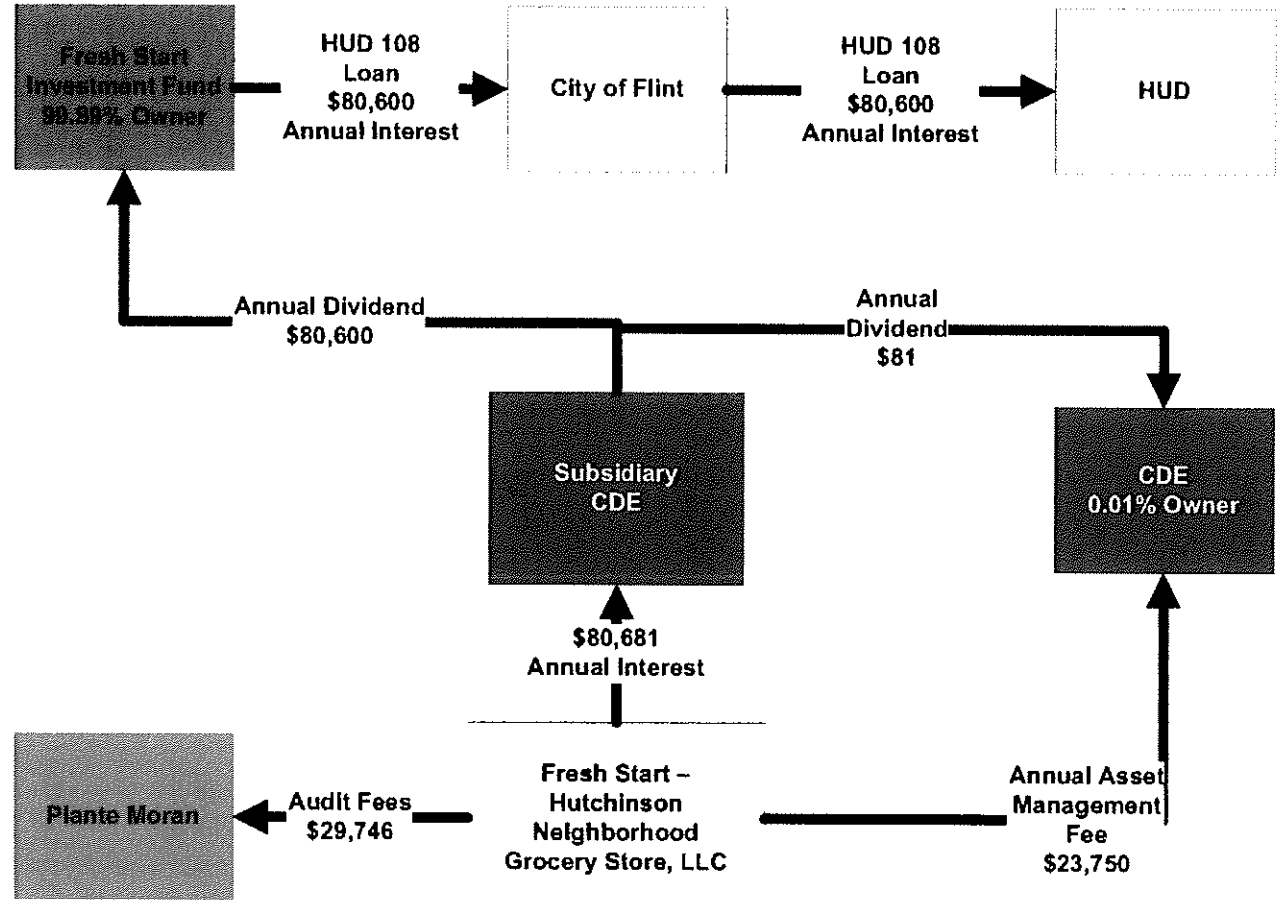 Fresh Start
Investment Fund
99.99% Owner
HUD 108
Loan
$80,600
Annual Interest
City of Flint
HUD 108
Loan
$80,600
Annual Interest
HUD
Annual Dividend
$80,600
Annual
Dividend
$81
Subsidiary
CDE
CDE
0.01% Owner
$80,681
Annual Interest
Plante Moran
Audit Fees
$29,746
Fresh Start –
Hutchinson
Neighborhood
Grocery Store, LLC
Annual Asset
Management
Fee
$23,750